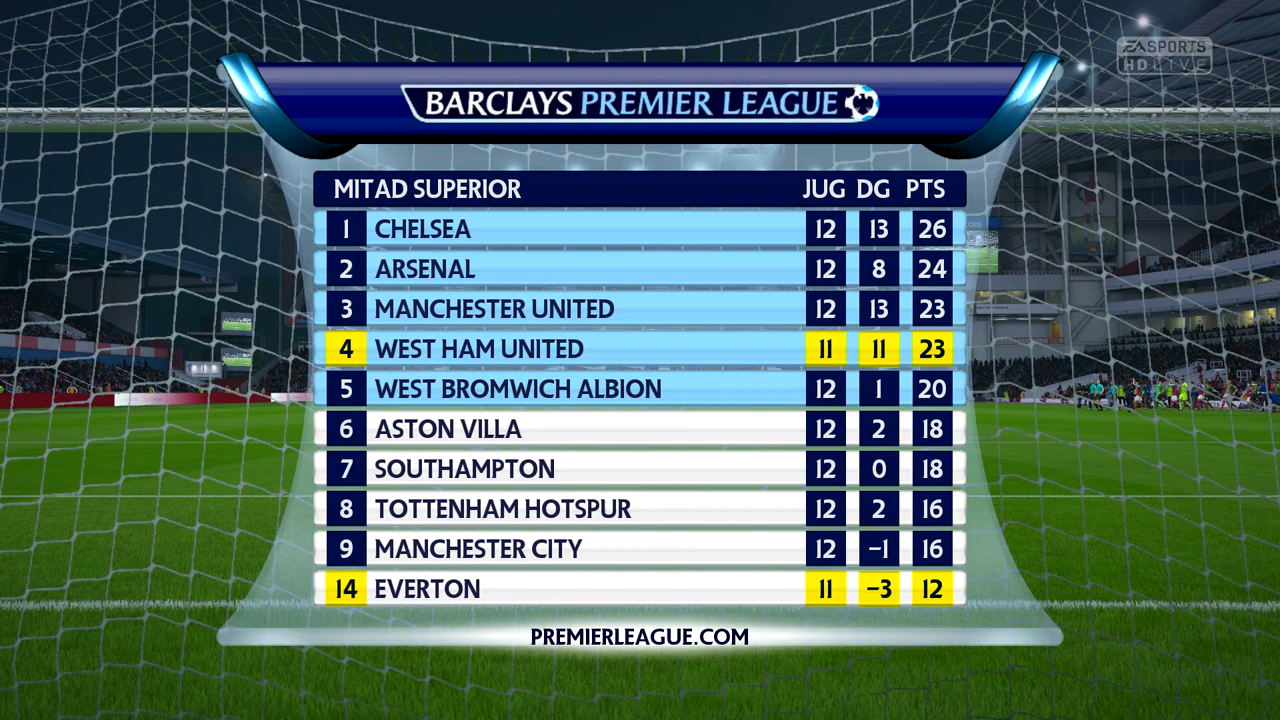 EA SPORTS
HD LIVE
BARCLAYS PREMIER LEAGUE
MITAD SUPERIOR JUG DG PTS
1 CHELSEA 12 13 26
2 ARSENAL 12 8 24
3 MANCHESTER UNITED 12 13 23
4 WEST HAM UNITED 11 11 23
5 WEST BROMWICH ALBION 12 1 20
6 ASTON VILLA 12 2 18
7 SOUTHAMPTON 12 0 18
8 TOTTENHAM HOTSPUR 12 2 16
9 MANCHESTER CITY 12 −1 16
14 EVERTON 11 −3 12
PREMIERLEAGUE.COM